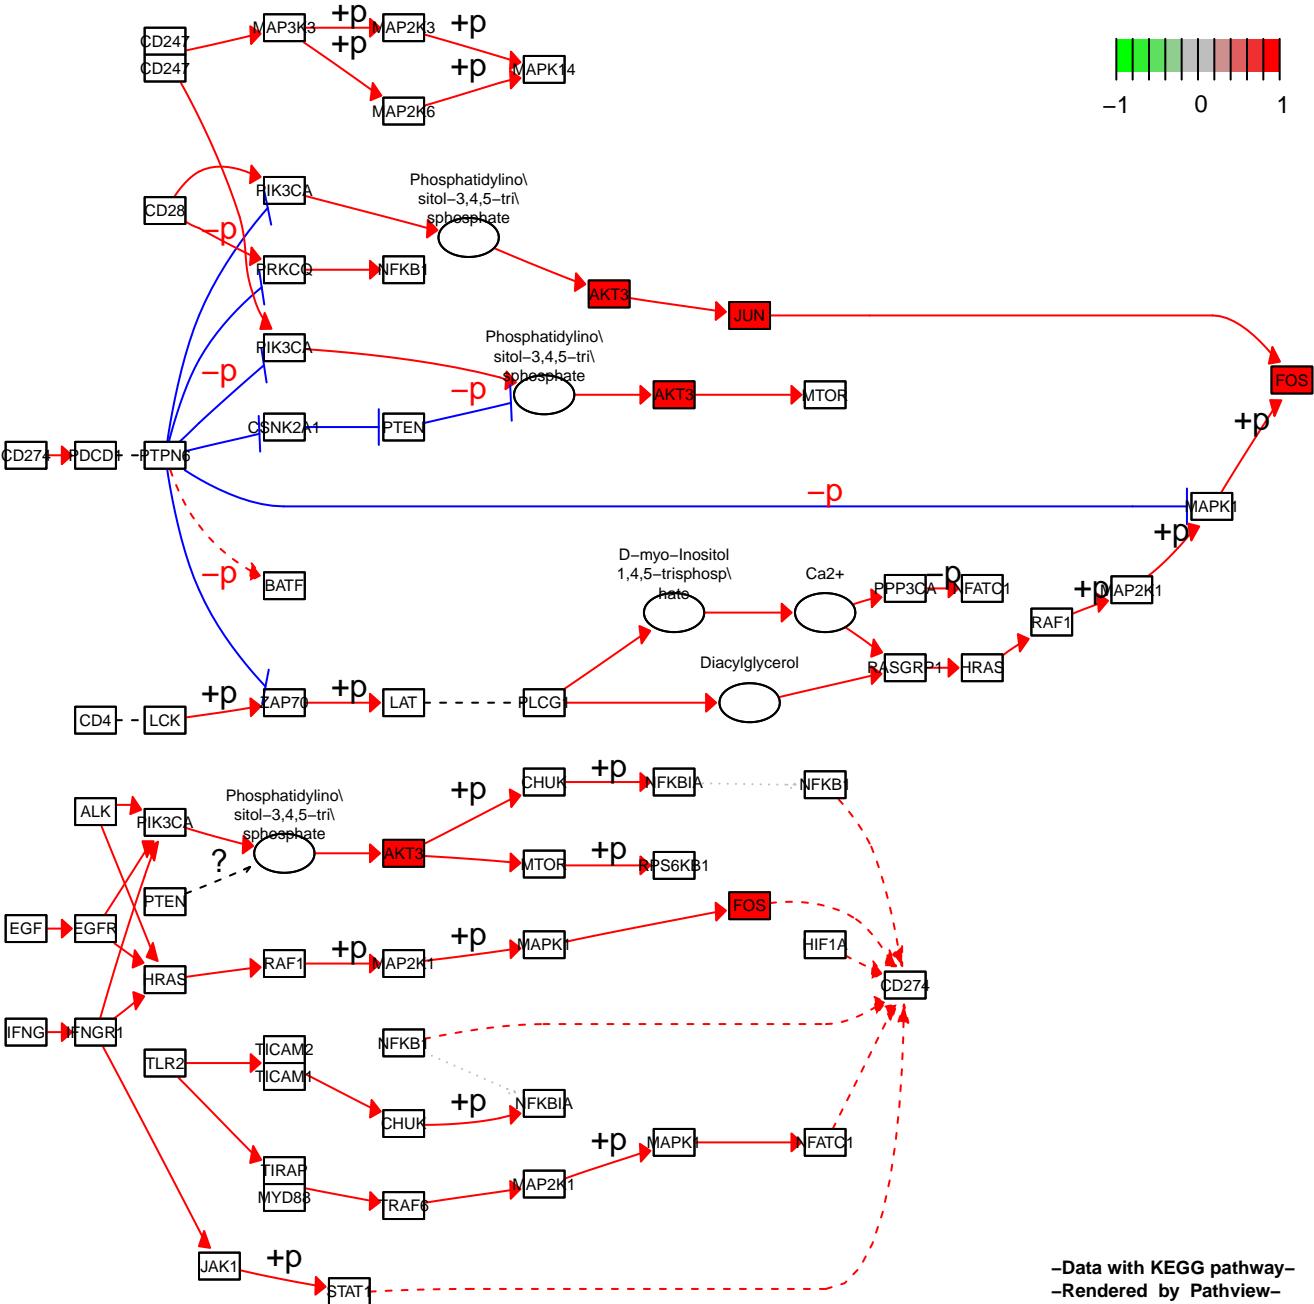 +p
MAP3K3
MAP2K3
+p
CD247
+p
CD247
+p
MAPK14
MAP2K6
−1
0
1
Phosphatidylino\
sitol−3,4,5−tri\
sphosphate
PIK3CA
CD28
−p
PRKCQ
NFKB1
AKT3
JUN
Phosphatidylino\
sitol−3,4,5−tri\
sphosphate
PIK3CA
−p
−p
AKT3
MTOR
FOS
+p
CSNK2A1
PTEN
CD274
PDCD1
PTPN6
−p
MAPK1
+p
D−myo−Inositol
1,4,5−trisphosp\
hate
Ca2+
−p
BATF
PPP3CA
−p
NFATC1
+p
MAP2K1
RAF1
Diacylglycerol
RASGRP1
HRAS
+p
+p
ZAP70
LAT
PLCG1
CD4
LCK
+p
CHUK
NFKBIA
NFKB1
+p
Phosphatidylino\
sitol−3,4,5−tri\
sphosphate
ALK
PIK3CA
?
AKT3
+p
MTOR
RPS6KB1
PTEN
FOS
EGF
EGFR
+p
+p
MAPK1
HIF1A
RAF1
MAP2K1
HRAS
CD274
IFNG
IFNGR1
NFKB1
TICAM2
TLR2
TICAM1
+p
NFKBIA
CHUK
+p
MAPK1
NFATC1
TIRAP
MAP2K1
MYD88
TRAF6
+p
JAK1
STAT1
−Data with KEGG pathway−
−Rendered by Pathview−